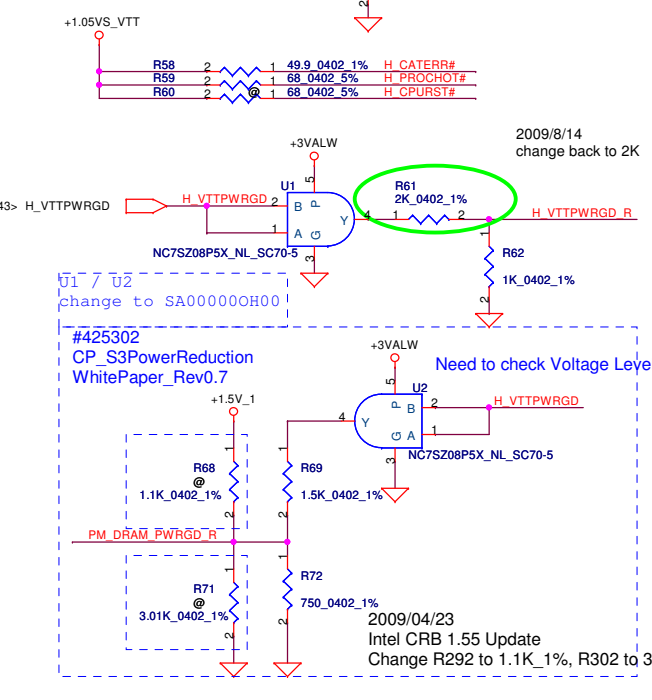 2
+1.05VS_VTT
R58 2 1 49.9_0402_1% H_CATERR#
R59 2 1 68_0402_5% H_PROCHOT#
R60 2 @ 1 68_0402_5% H_CPURST#
2009/8/14
change back to 2K
+3VALW
5
U1
R61
2K_0402_1%
43> H_VTTPWRGD
H_VTTPWRGD 2 B P
Y 4 1 2 H_VTTPWRGD_R
1 A G
3
NC7SZ08P5X_NL_SC70-5
1
R62
1K_0402_1%
2
U1 / U2
change to SA00000OH00
#425302
CP_S3PowerReduction
WhitePaper_Rev0.7
+3VALW
Need to check Voltage Leve
5
U2
+1.5V_1
4 Y P B 2 H_VTTPWRGD
G A 1
3
NC7SZ08P5X_NL_SC70-5
1 1
R68
@
1.1K_0402_1%
R69
1.5K_0402_1%
2 2
PM_DRAM_PWRGD_R
1 1
R71
@
3.01K_0402_1%
R72
750_0402_1%
2 2
2009/04/23
Intel CRB 1.55 Update
Change R292 to 1.1K_1%, R302 to 3